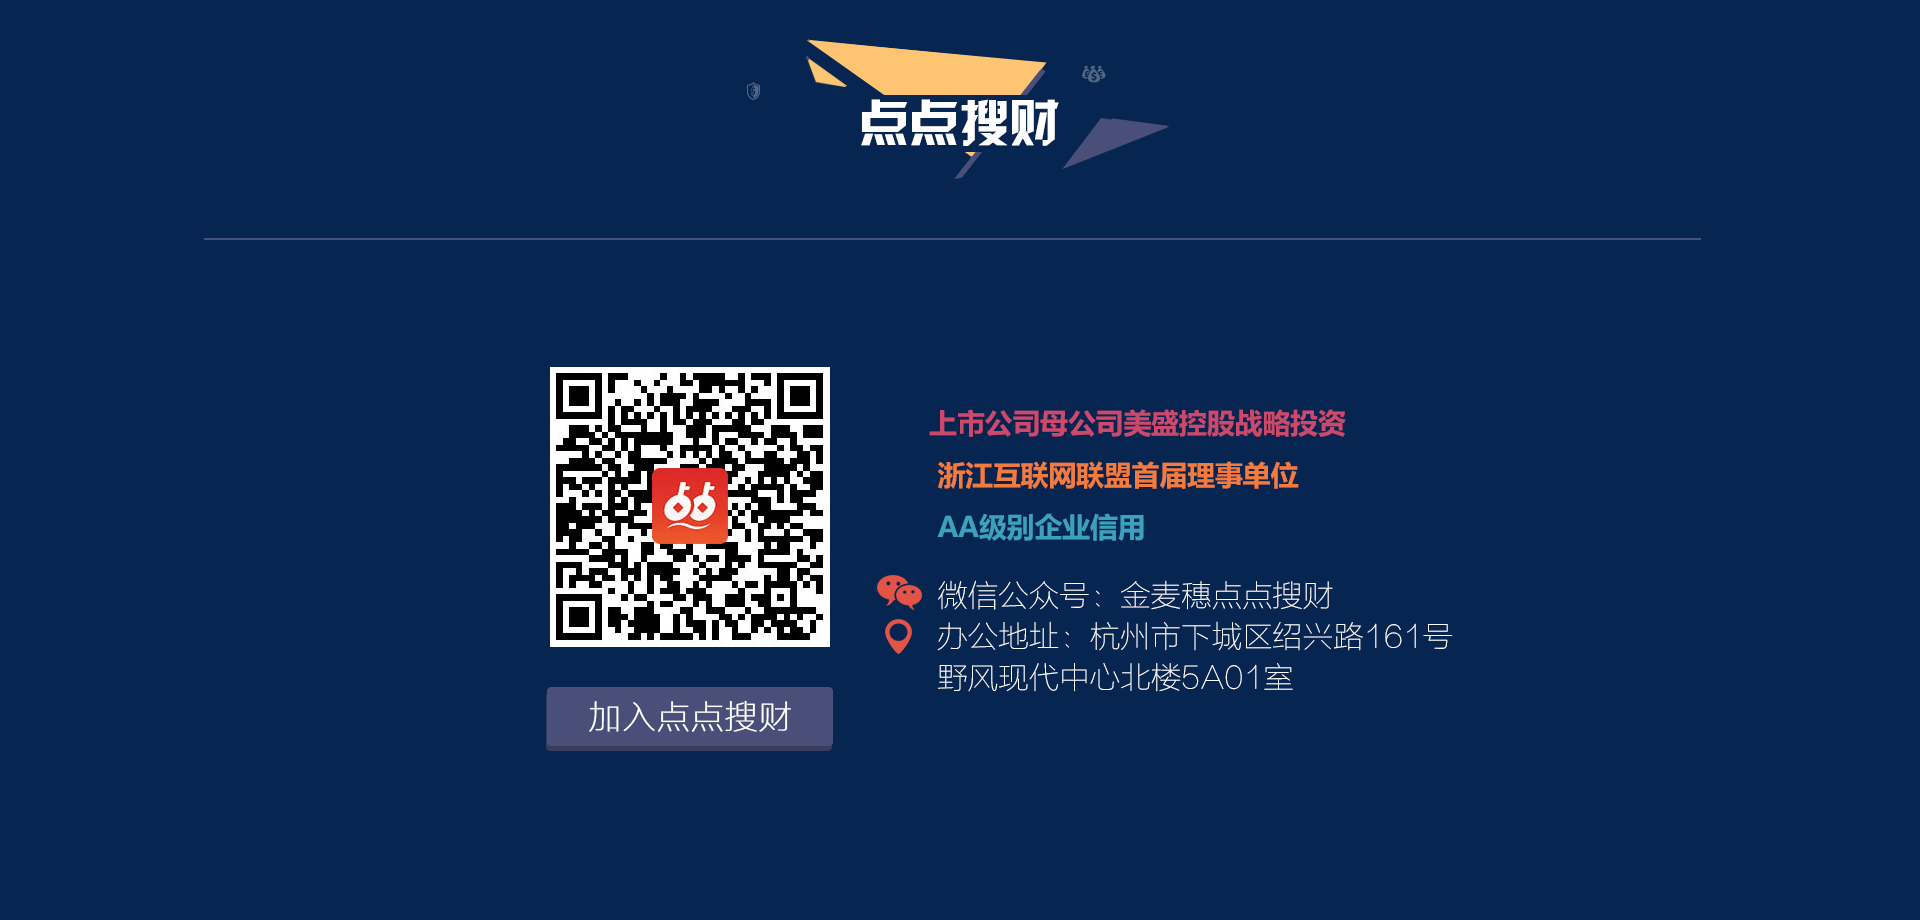 点点搜财
上市公司母公司美盛控股战略投资
浙江互联网联盟首届理事单位
AA级别企业信用
微信公众号：金麦穗点点搜财
办公地址：杭州市下城区绍兴路161号
野风现代中心北楼5A01室
加入点点搜财